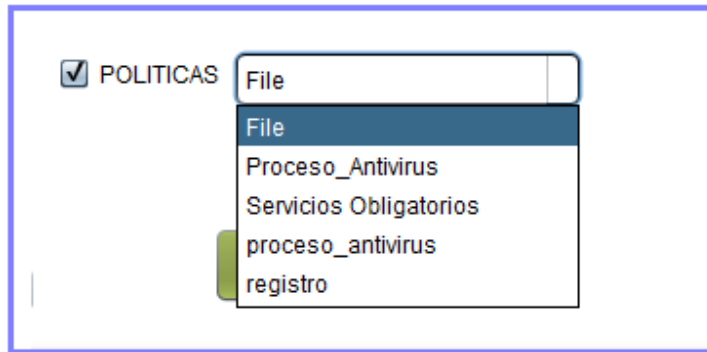 POLITICAS File
File
Proceso_Antivirus
Servicios Obligatorios
proceso_antivirus
registro